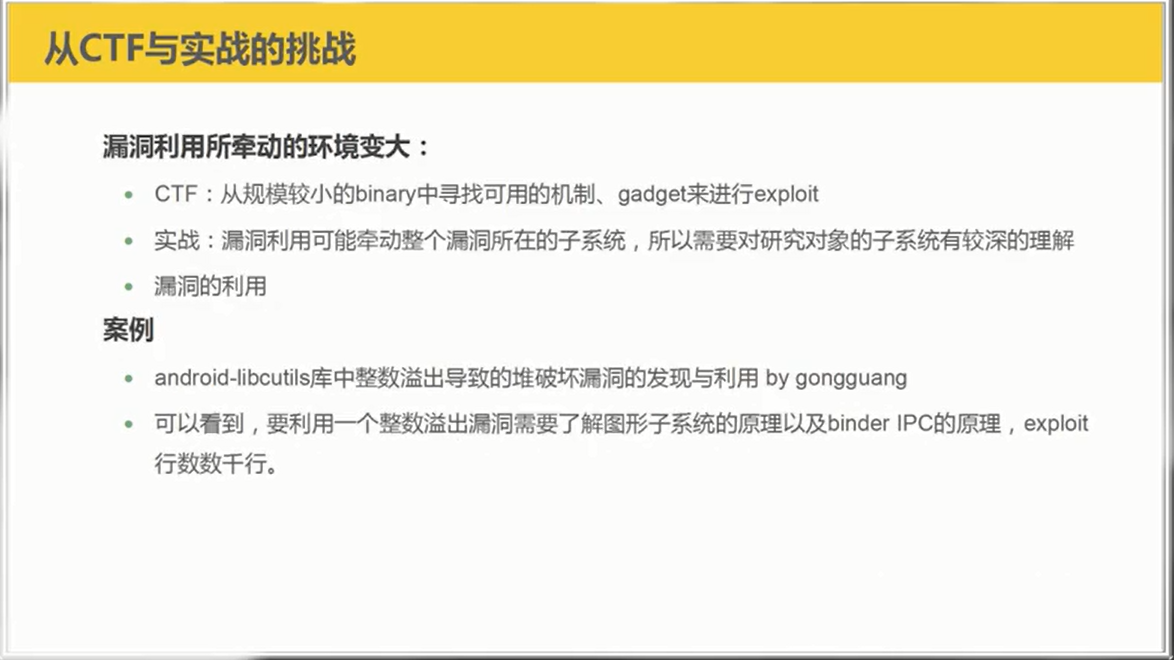 从CTF与实战的挑战
漏洞利用所牵动的环境变大：
CTF：从规模较小的binary中寻找可用的机制、gadget来进行exploit
实战：漏洞利用可能牵动整个漏洞所在的子系统，所以需要对研究对象的子系统有较深的理解
漏洞的利用
案例
android-libcutils库中整数溢出导致的堆破坏漏洞的发现与利用 by gongguang
可以看到，要利用一个整数溢出漏洞需要了解图形子系统的原理以及binder IPC的原理，exploit
行数数千行。